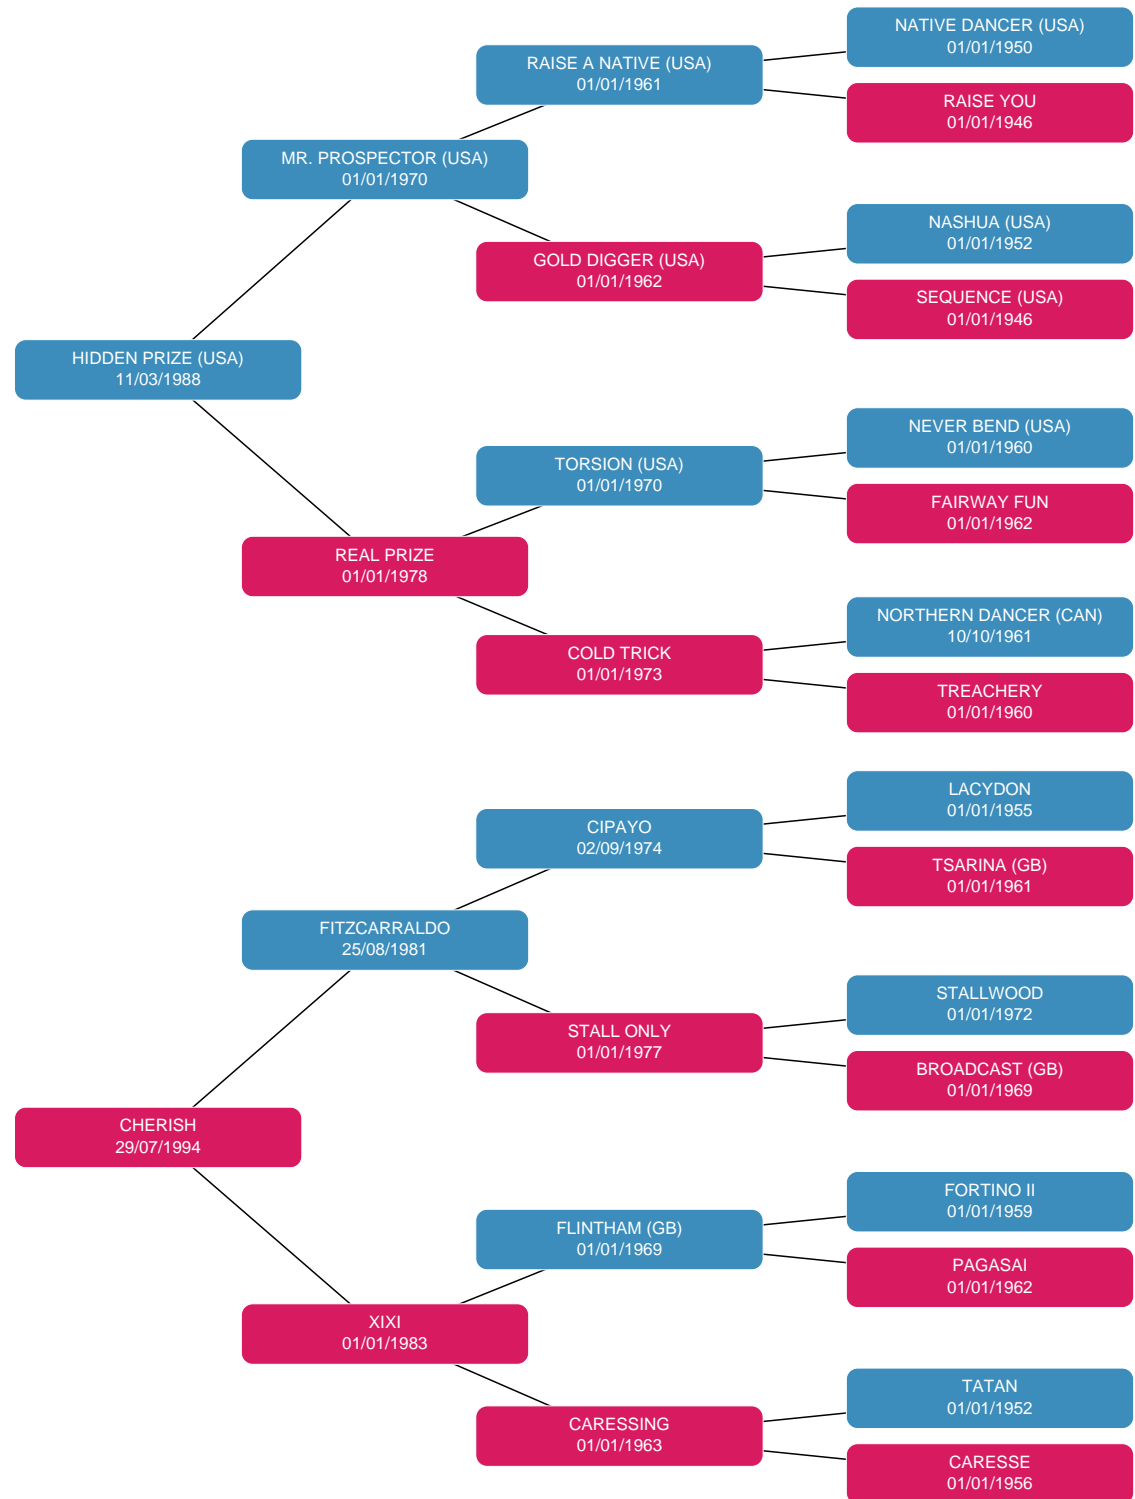 NATIVE DANCER (USA)
01/01/1950
RAISE A NATIVE (USA)
01/01/1961
RAISE YOU
01/01/1946
MR. PROSPECTOR (USA)
01/01/1970
NASHUA (USA)
01/01/1952
GOLD DIGGER (USA)
01/01/1962
SEQUENCE (USA)
01/01/1946
HIDDEN PRIZE (USA)
11/03/1988
NEVER BEND (USA)
01/01/1960
TORSION (USA)
01/01/1970
FAIRWAY FUN
01/01/1962
REAL PRIZE
01/01/1978
NORTHERN DANCER (CAN)
10/10/1961
COLD TRICK
01/01/1973
TREACHERY
01/01/1960
LACYDON
01/01/1955
CIPAYO
02/09/1974
TSARINA (GB)
01/01/1961
FITZCARRALDO
25/08/1981
STALLWOOD
01/01/1972
STALL ONLY
01/01/1977
BROADCAST (GB)
01/01/1969
CHERISH
29/07/1994
FORTINO II
01/01/1959
FLINTHAM (GB)
01/01/1969
PAGASAI
01/01/1962
XIXI
01/01/1983
TATAN
01/01/1952
CARESSING
01/01/1963
CARESSE
01/01/1956